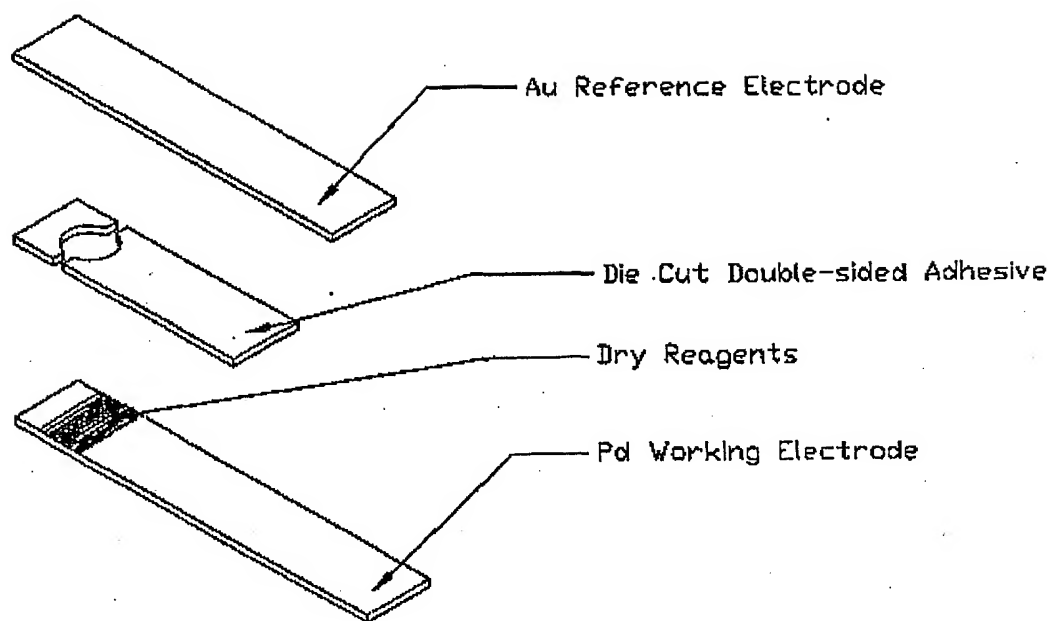 Au Reference Electrode
Die Cut Double-sided Adhesive
Dry Reagents
Pd Working Electrode